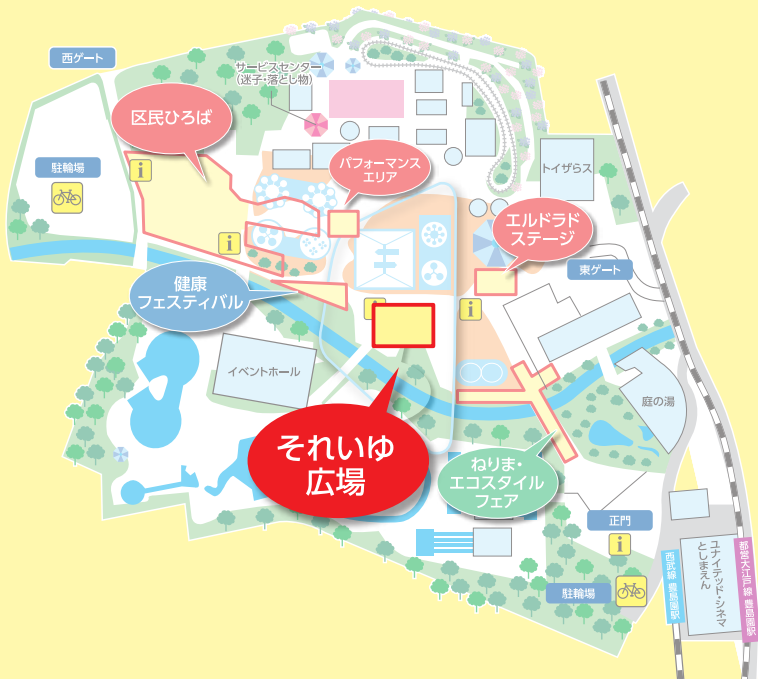 西ゲート
サービスセンター
(迷子・落とし物)
区民ひろば
駐輪場
i
パフォーマンス
エリア
トイザらス
エルドラド
ステージ
i
東ゲート
健康
フェスティバル
i
i
イベントホール
庭の湯
それいゆ
広場
ねりま・
エコスタイル
フェア
正門
i
駐輪場
西武線 豊島園駅
ユナイテッド・シネマ
としまえん
都営大江戸線 豊島園駅